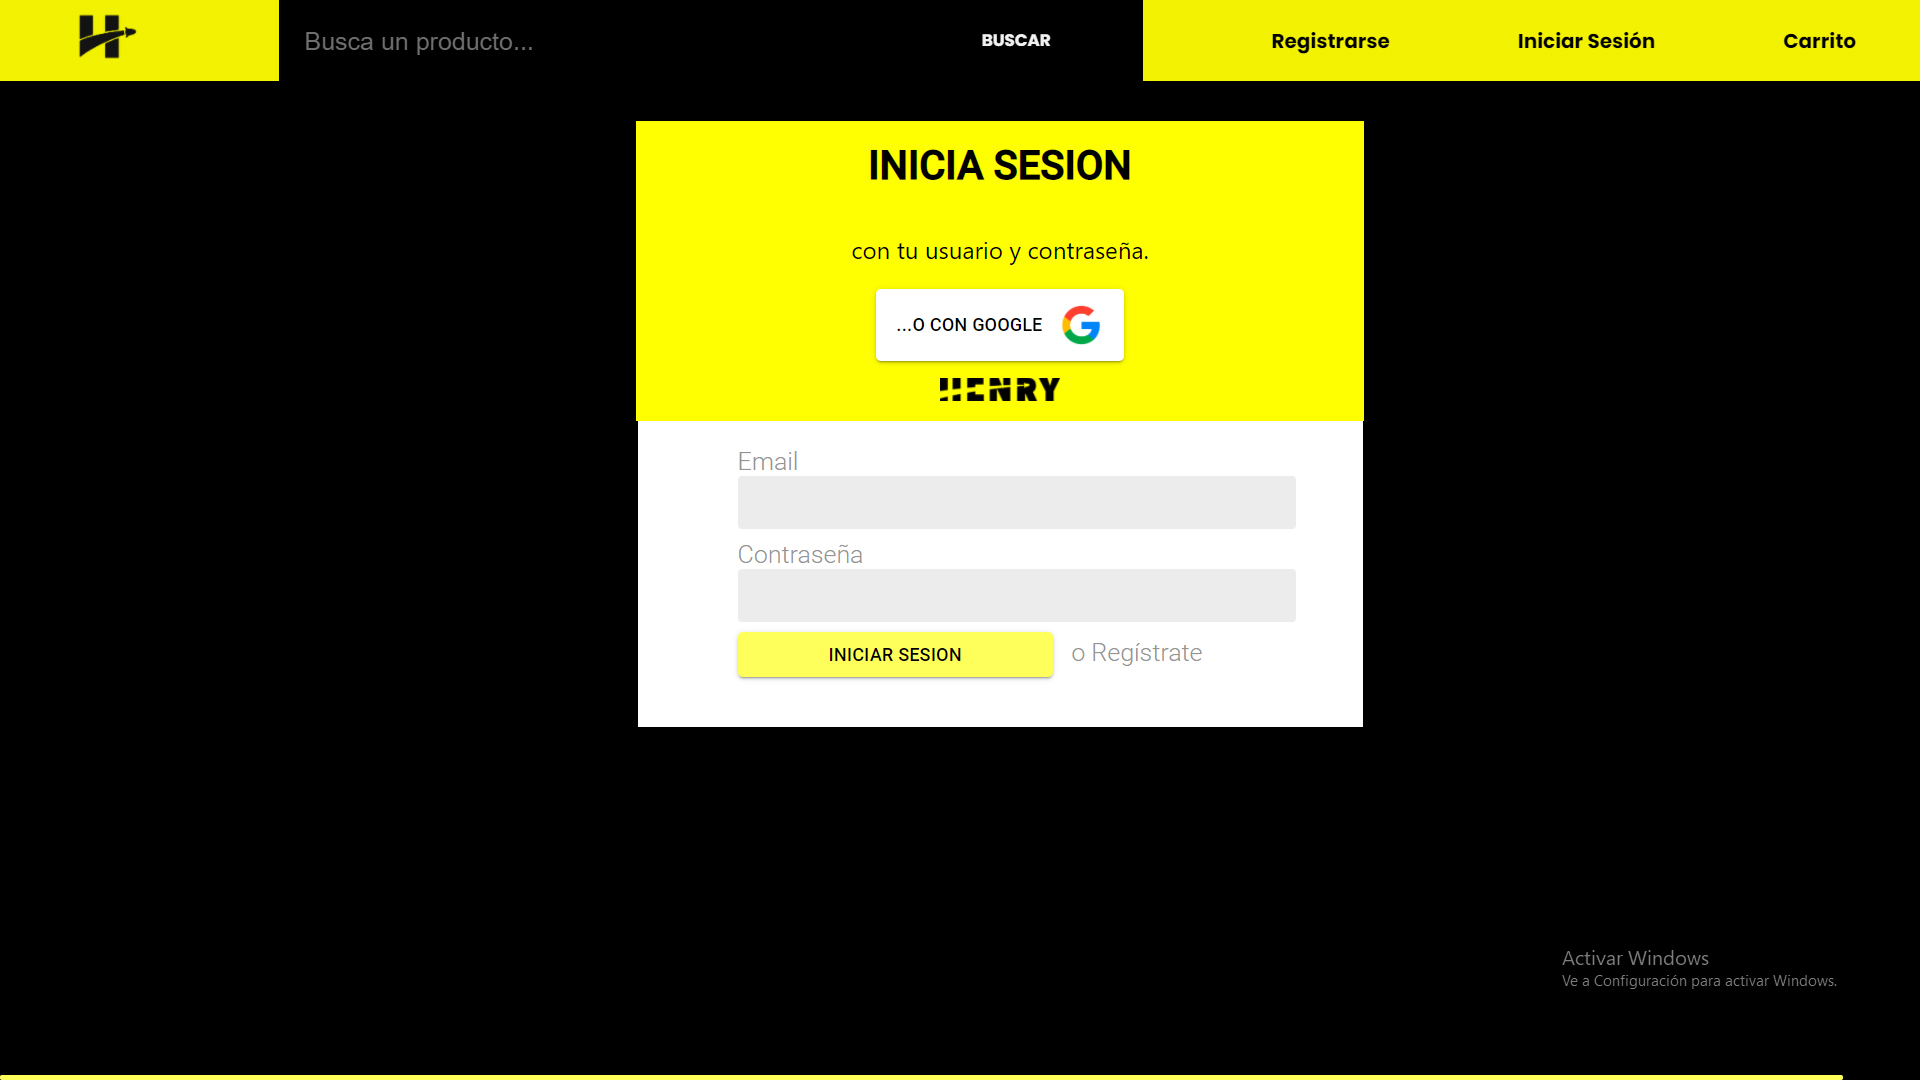 H
Busca un producto...
BUSCAR
Registrarse
Iniciar Sesión
Carrito
INICIA SESION
con tu usuario y contraseña.
...O CON GOOGLE
HENRY
Email
Contraseña
INICIAR SESION
o Regístrate
Activar Windows
Ve a Configuración para activar Windows.